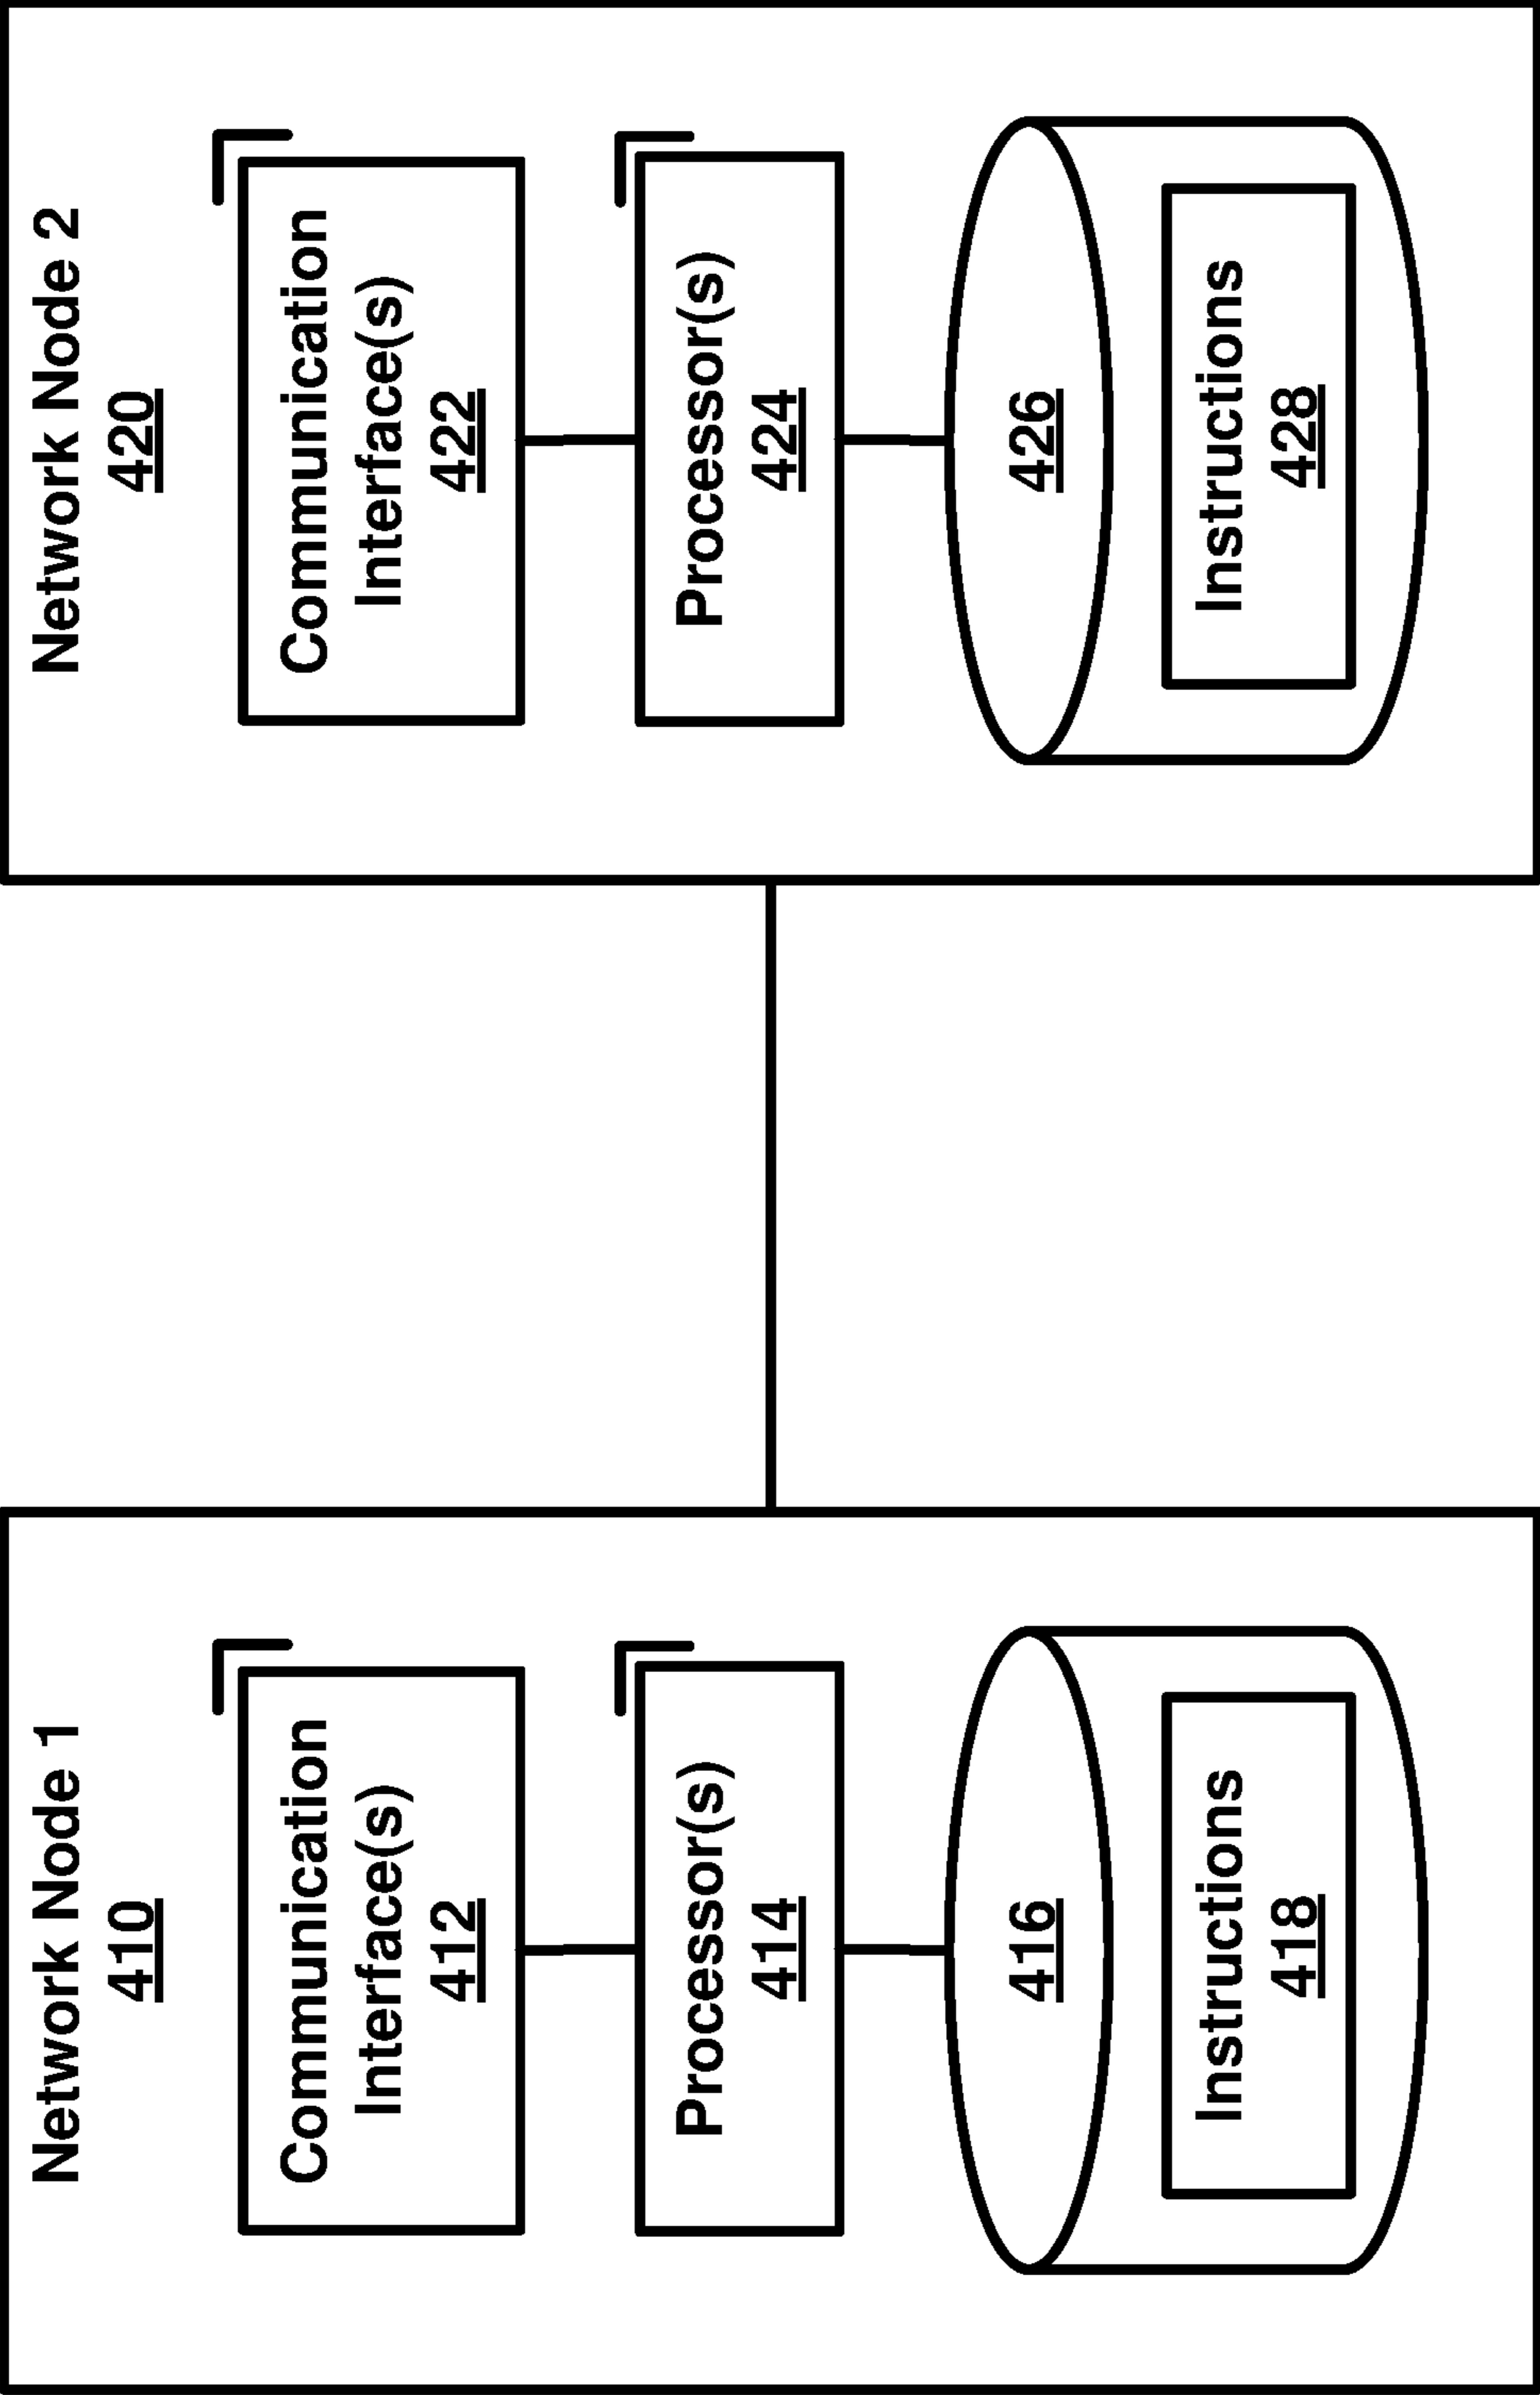 Network Node 1
410
Communication
Interface(s)
412
Processor(s)
414
416
Instructions
418
Network Node 2
420
Communication
Interface(s)
422
Processor(s)
424
426
Instructions
428